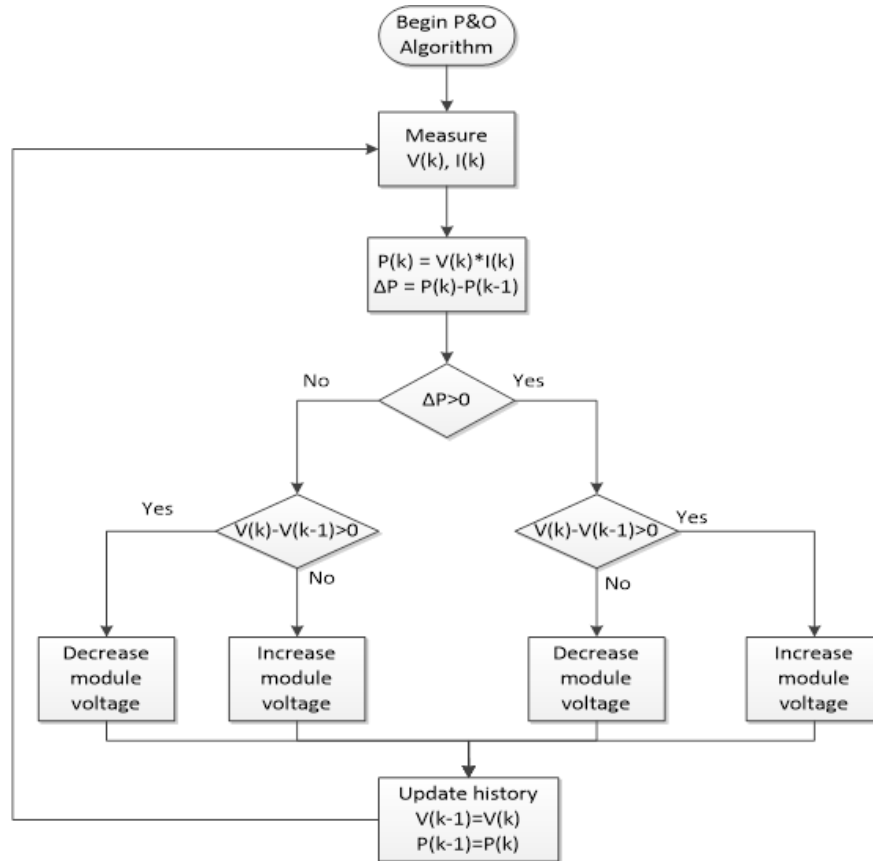 Begin P&O
Algorithm
Measure
V(k), I(k)
P(k) = V(k)*I(k)
ΔP = P(k)-P(k-1)
No
Yes
ΔP>0
Yes
V(k)-V(k-1)>0
V(k)-V(k-1)>0
Yes
No
No
Decrease
module
voltage
Increase
module
voltage
Decrease
module
voltage
Increase
module
voltage
Update history
V(k-1)=V(k)
P(k-1)=P(k)